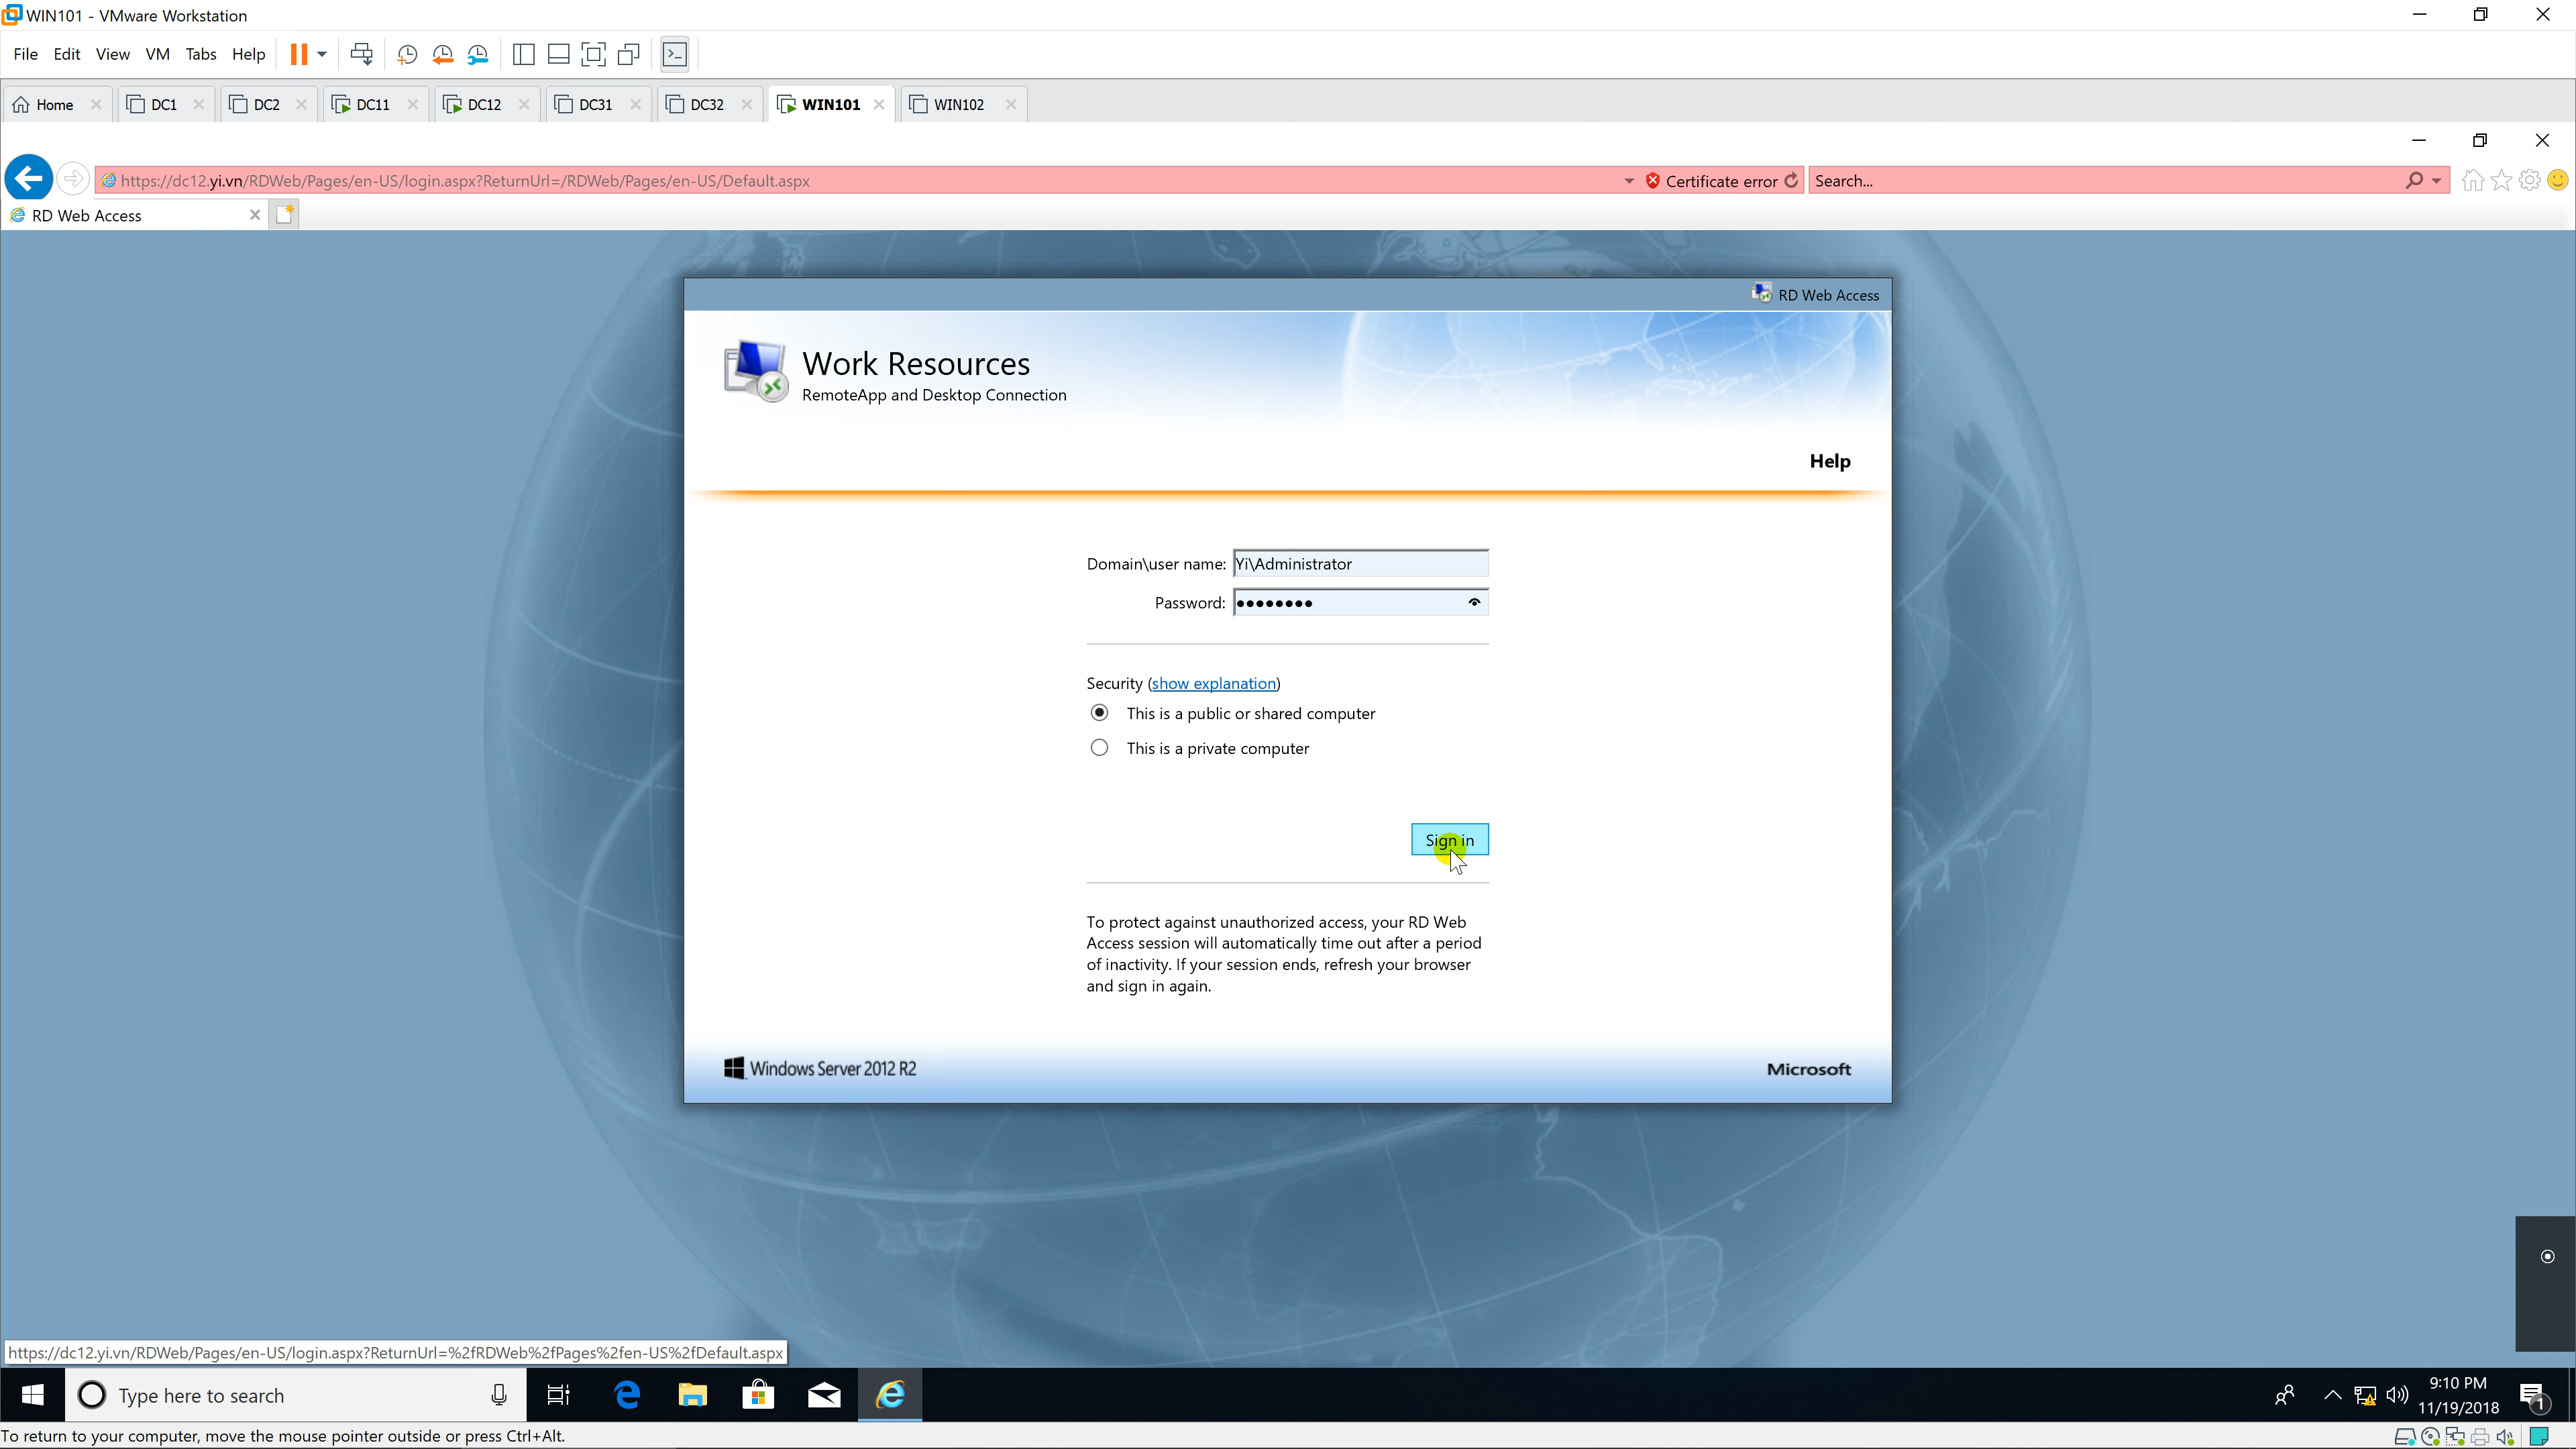 WIN101 - VMware Workstation
File Edit View VM Tabs Help
Home DC1 DC2 DC11 DC12 DC31 DC32 WIN101 WIN102
https://dc12.yi.vn/RDWeb/Pages/en-US/login.aspx?ReturnUrl=/RDWeb/Pages/en-US/Default.aspx Certificate error Search...
RD Web Access
RD Web Access
Work Resources
RemoteApp and Desktop Connection
Help
Domain\user name: Yi\Administrator
Password:
Security (show explanation)
This is a public or shared computer
This is a private computer
Sign in
To protect against unauthorized access, your RD Web
Access session will automatically time out after a period
of inactivity. If your session ends, refresh your browser
and sign in again.
Windows Server 2012 R2 Microsoft
https://dc12.yi.vn/RDWeb/Pages/en-US/login.aspx?ReturnUrl=%2fRDWeb%2fPages%2fen-US%2fDefault.aspx
Type here to search
9:10 PM
11/19/2018
1
To return to your computer, move the mouse pointer outside or press Ctrl+Alt.